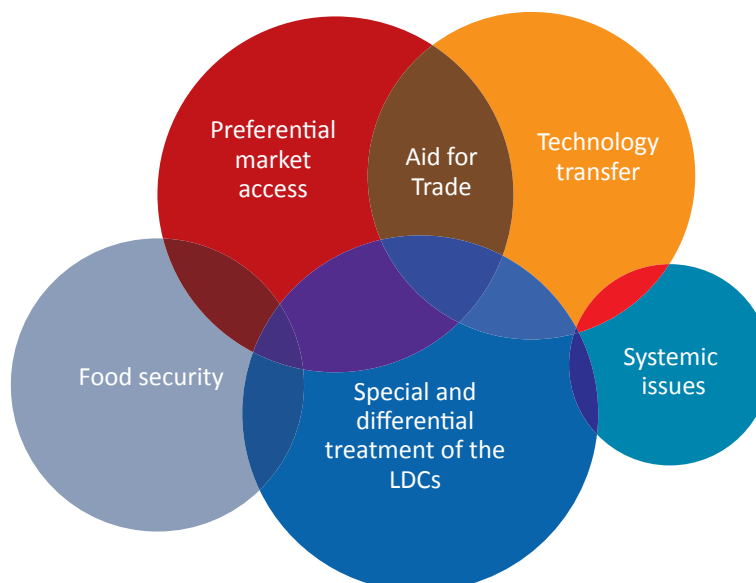 Preferential
market
access
Aid for
Trade
Technology
transfer
Food security
Special and
differential
treatment of the
LDCs
Systemic
issues